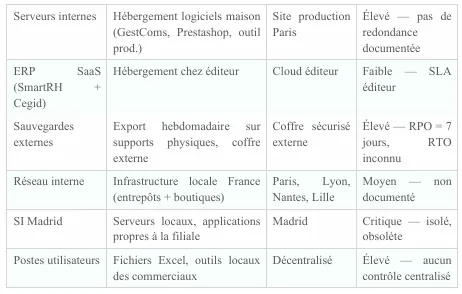 Serveurs internes
Hébergement logiciels maison
(GestComs, Prestashop, outil
prod.)
Site production
Paris
Élevé — pas de
redondance
documentée
ERP SaaS
(SmartRH +
Cegid)
Hébergement chez éditeur
Cloud éditeur
Faible — SLA
éditeur
Sauvegardes
externes
Export hebdomadaire sur
supports physiques, coffre
externe
Coffre sécurisé
externe
Élevé — RPO = 7
jours, RTO
inconnu
Réseau interne
Infrastructure locale France
(entrepôts + boutiques)
Paris, Lyon,
Nantes, Lille
Moyen — non
documenté
SI Madrid
Serveurs locaux, applications
propres à la filiale
Madrid
Critique — isolé,
obsolète
Postes utilisateurs
Fichiers Excel, outils locaux
des commerciaux
Décentralisé
Élevé — aucun
contrôle centralisé